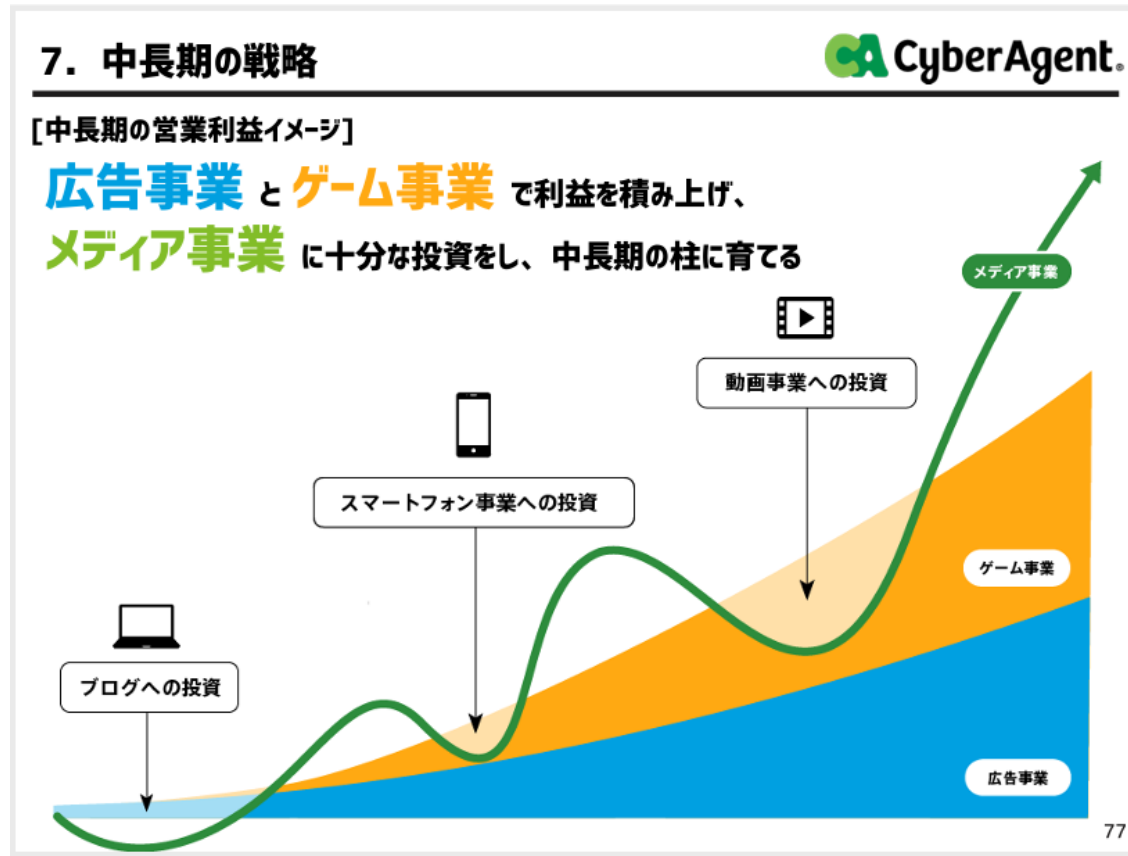 7. 中長期の戦略
CA CyberAgent.
[中長期の営業利益イメージ]
広告事業 と ゲーム事業 で利益を積み上げ、
メディア事業 に十分な投資をし、中長期の柱に育てる
メディア事業
動画事業への投資
スマートフォン事業への投資
ゲーム事業
ブログへの投資
広告事業
77